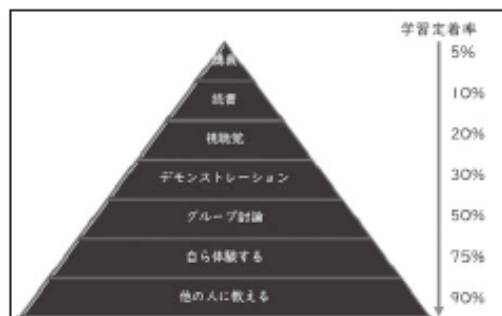 学習定着率
講義
5%
読書
10%
視聴覚
20%
デモンストレーション
30%
グループ討論
50%
自ら体験する
75%
他の人に教える
90%